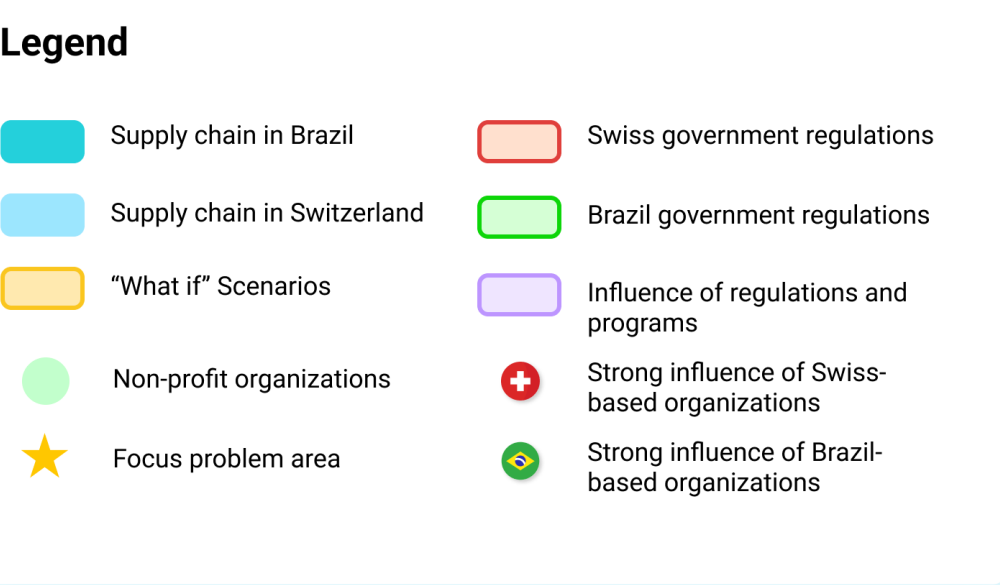 Legend
Supply chain in Brazil
Supply chain in Switzerland
“What if” Scenarios
Non-profit organizations
Focus problem area
Swiss government regulations
Brazil government regulations
Influence of regulations and
programs
Strong influence of Swiss-
based organizations
Strong influence of Brazil-
based organizations